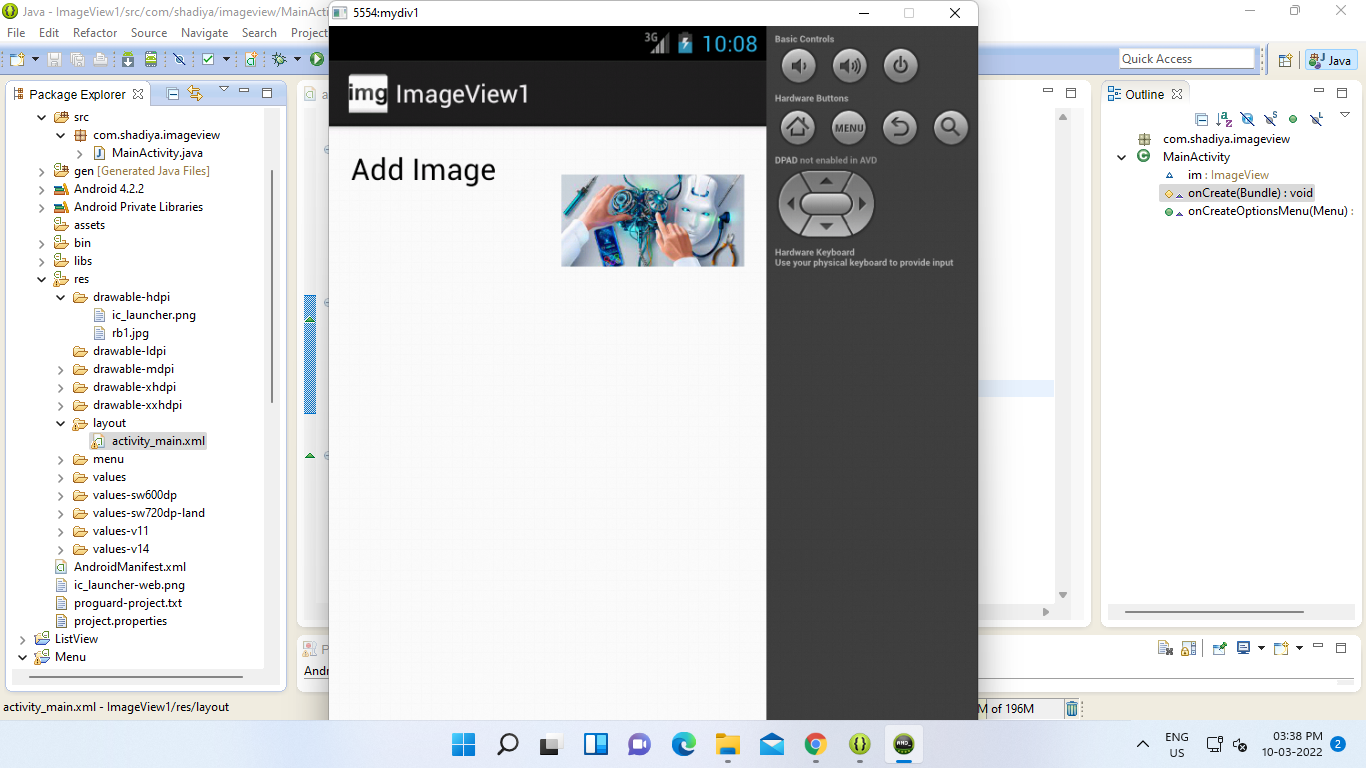 Java - ImageView1/src/com/shadiya/imageview/MainActiv
5554:mydiv1
File Edit Refactor Source Navigate Search Project
Quick Access
Java
Package Explorer
src
com.shadiya.imageview
MainActivity.java
gen [Generated Java Files]
Android 4.2.2
Android Private Libraries
assets
bin
libs
res
drawable-hdpi
ic_launcher.png
rb1.jpg
drawable-ldpi
drawable-mdpi
drawable-xhdpi
drawable-xxhdpi
layout
activity_main.xml
menu
values
values-sw600dp
values-sw720dp-land
values-v11
values-v14
AndroidManifest.xml
ic_launcher-web.png
proguard-project.txt
project.properties
ListView
Menu
activity_main.xml - ImageView1/res/layout
a
P
Andr
3G 10:08
img ImageView1
Add Image
Basic Controls
Hardware Buttons
MENU
DPAD not enabled in AVD
Hardware Keyboard
Use your physical keyboard to provide input
Outline
com.shadiya.imageview
MainActivity
im : ImageView
onCreate(Bundle) : void
onCreateOptionsMenu(Menu) :
M of 196M
ENG
US
03:38 PM
10-03-2022
2